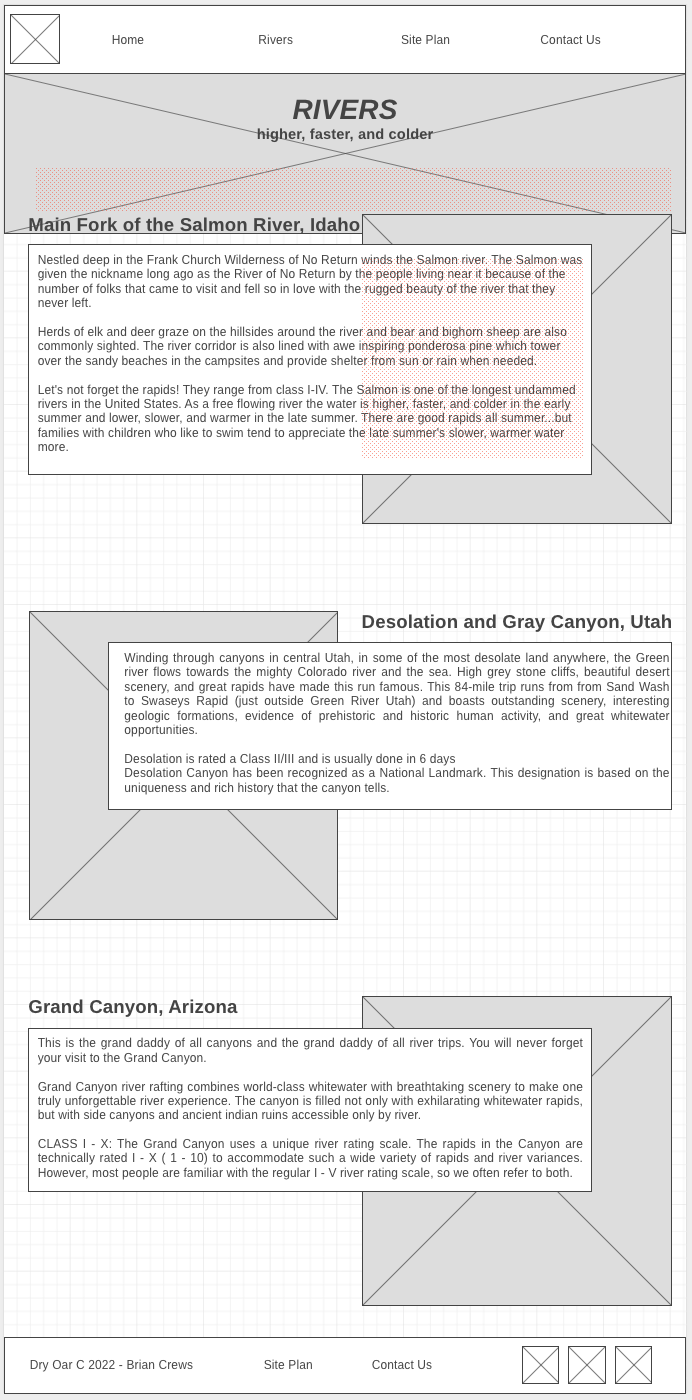 Home Rivers Site Plan Contact Us
RIVERS
higher, faster, and colder
Main Fork of the Salmon River, Idaho
Nestled deep in the Frank Church Wilderness of No Return winds the Salmon river. The Salmon was
given the nickname long ago as the River of No Return by the people living near it because of the
number of folks that came to visit and fell so in love with the rugged beauty of the river that they
never left.
Herds of elk and deer graze on the hillsides around the river and bear and bighorn sheep are also
commonly sighted. The river corridor is also lined with awe inspiring ponderosa pine which tower
over the sandy beaches in the campsites and provide shelter from sun or rain when needed.
Let's not forget the rapids! They range from class I-IV. The Salmon is one of the longest undammed
rivers in the United States. As a free flowing river the water is higher, faster, and colder in the early
summer and lower, slower, and warmer in the late summer. There are good rapids all summer...but
families with children who like to swim tend to appreciate the late summer's slower, warmer water
more.
Desolation and Gray Canyon, Utah
Winding through canyons in central Utah, in some of the most desolate land anywhere, the Green
river flows towards the mighty Colorado river and the sea. High grey stone cliffs, beautiful desert
scenery, and great rapids have made this run famous. This 84-mile trip runs from from Sand Wash
to Swaseys Rapid (just outside Green River Utah) and boasts outstanding scenery, interesting
geologic formations, evidence of prehistoric and historic human activity, and great whitewater
opportunities.
Desolation is rated a Class II/III and is usually done in 6 days
Desolation Canyon has been recognized as a National Landmark. This designation is based on the
uniqueness and rich history that the canyon tells.
Grand Canyon, Arizona
This is the grand daddy of all canyons and the grand daddy of all river trips. You will never forget
your visit to the Grand Canyon.
Grand Canyon river rafting combines world-class whitewater with breathtaking scenery to make one
truly unforgettable river experience. The canyon is filled not only with exhilarating whitewater rapids,
but with side canyons and ancient indian ruins accessible only by river.
CLASS I - X: The Grand Canyon uses a unique river rating scale. The rapids in the Canyon are
technically rated I - X ( 1 - 10) to accommodate such a wide variety of rapids and river variances.
However, most people are familiar with the regular I - V river rating scale, so we often refer to both.
Dry Oar C 2022 - Brian Crews Site Plan Contact Us